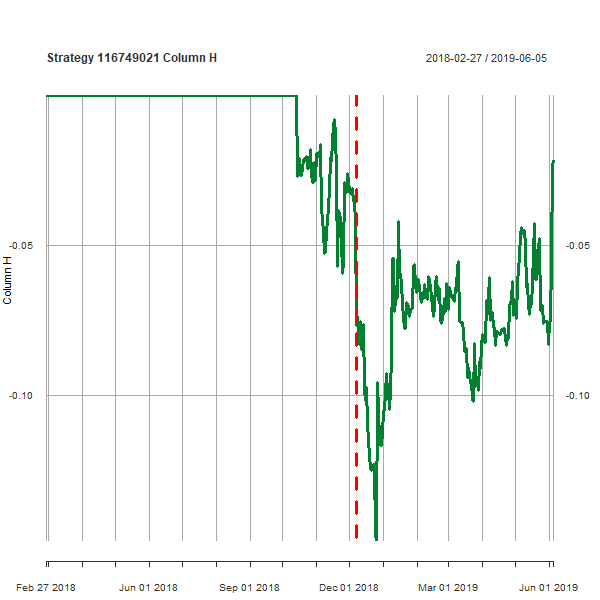 Strategy 116749021 Column H
2018-02-27 / 2019-06-05
Column H
-0.05
-0.05
-0.10
-0.10
Feb 27 2018
Jun 01 2018
Sep 01 2018
Dec 01 2018
Mar 01 2019
Jun 01 2019